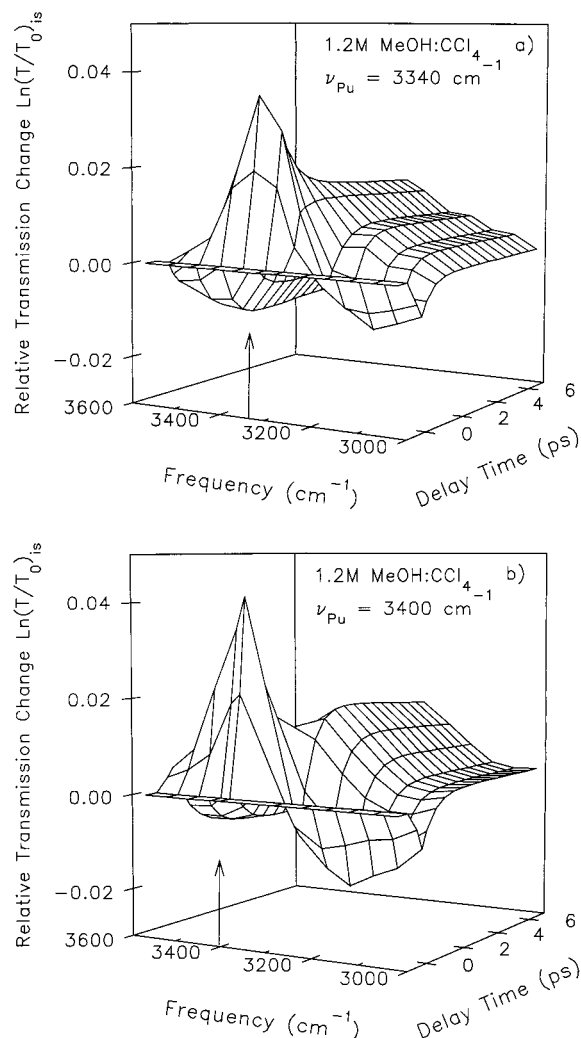 1.2M MeOH:CCl4 a)
νPu = 3340 cm−1
Relative Transmission Change Ln(T/T0)is
0.04
0.02
0.00
−0.02
3600
3400
3200
3000
Frequency (cm−1)
0
2
4
6
Delay Time (ps)
1.2M MeOH:CCl4 b)
νPu = 3400 cm−1
Relative Transmission Change Ln(T/T0)is
0.04
0.02
0.00
−0.02
3600
3400
3200
3000
Frequency (cm−1)
0
2
4
6
Delay Time (ps)